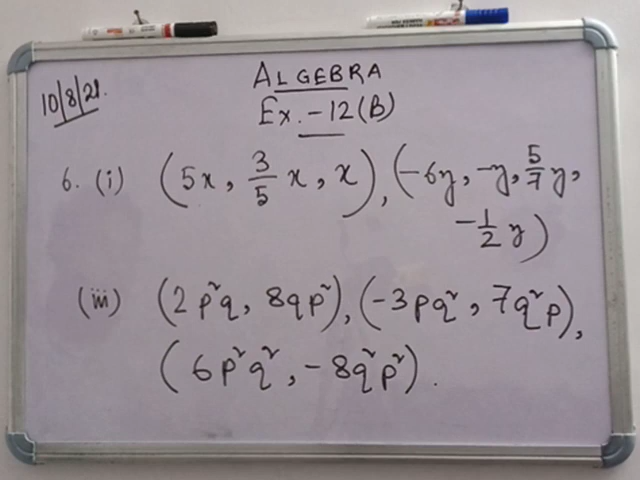 ALGEBRA
10/8/21.
Ex.-12(B)
6. (i) (5x, 3/5 x, x), (-6y, -y, 5/7 y,
-1/2 y)
(iii) (2p²q, 8qp²), (-3pq², 7q²p),
(6p²q², -8q²p²).